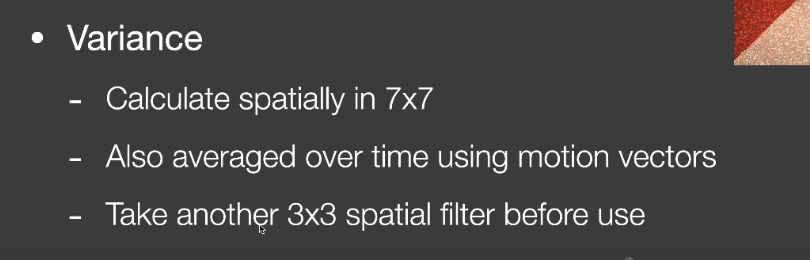 • Variance
- Calculate spatially in 7x7
- Also averaged over time using motion vectors
- Take another 3x3 spatial filter before use